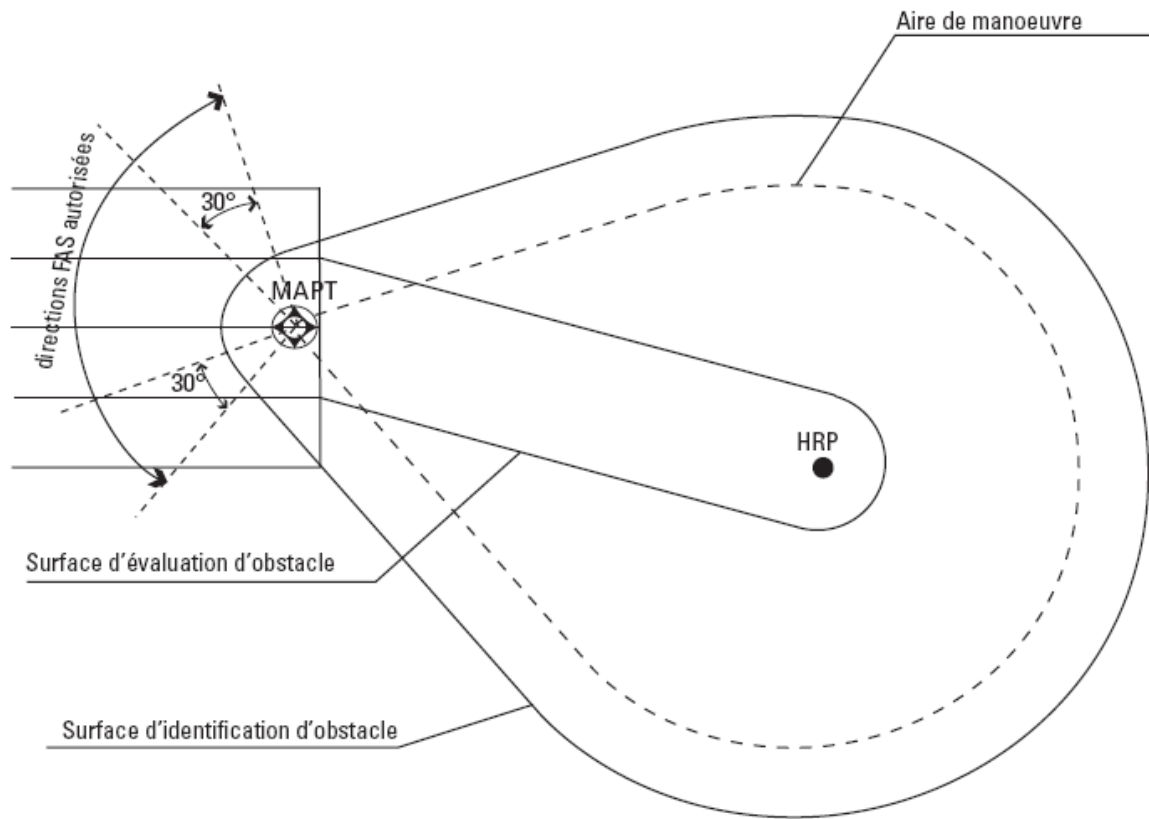 Aire de manoeuvre
directions FAS autorisées
30°
MAPT
30°
HRP
Surface d'évaluation d'obstacle
Surface d'identification d'obstacle